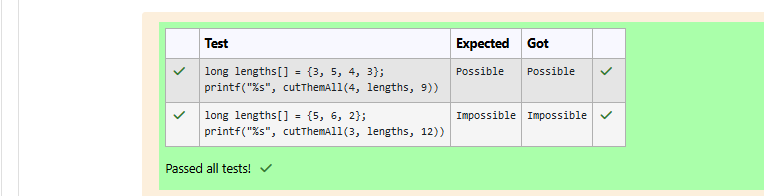 Test Expected Got
long lengths[] = {3, 5, 4, 3}; Possible Possible
printf("%s", cutThemAll(4, lengths, 9))
long lengths[] = {5, 6, 2}; Impossible Impossible
printf("%s", cutThemAll(3, lengths, 12))
Passed all tests!